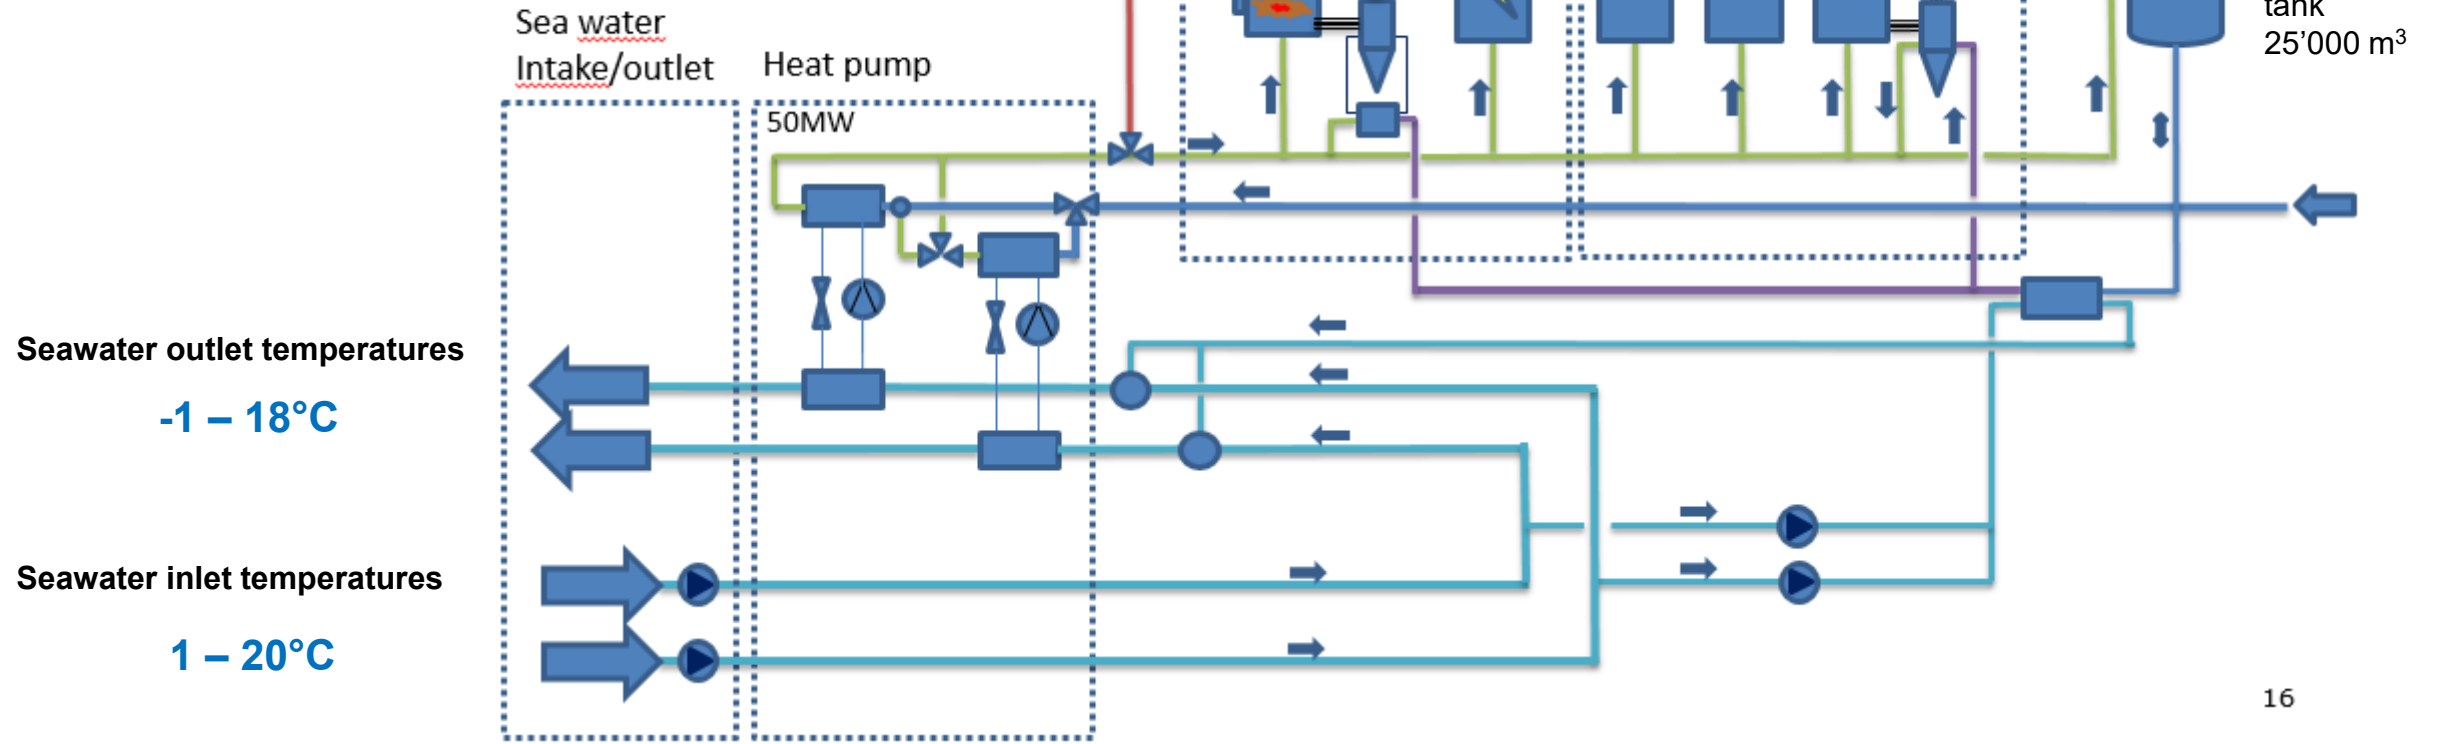 Sea water
Intake/outlet
Heat pump
50MW
tank
25’000 m³
Seawater outlet temperatures
-1 – 18°C
Seawater inlet temperatures
1 – 20°C
16